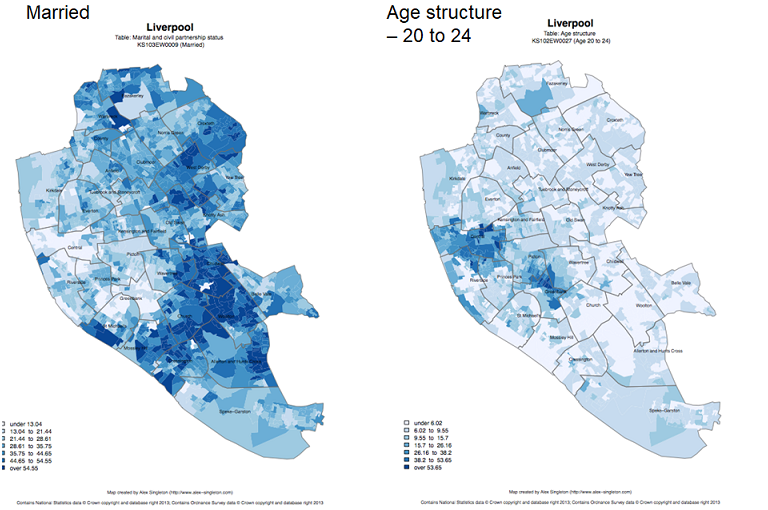 Married
Liverpool
Table: Marital and civil partnership status
KS103EW0009 (Married)
Fazakerley
Warbreck
Croxteth
Norris Green
County
Clubmoor
West Derby
Yew Tree
Kirkdale
Tuebrook and Stoneycroft
Everton
Knotty Ash
Kensington and Fairfield
Central
Picton
Wavertree
Riverside
Princes Park
Greenbank
Belle Vale
St Michael's
Mossley Hill
Allerton and Hunts Cross
Speke-Garston
under 13.04
13.04 to 21.44
21.44 to 28.61
28.61 to 35.75
35.75 to 44.65
44.65 to 54.55
over 54.55
Map created by Alex Singleton (http://www.alex-singleton.com)
Contains National Statistics data © Crown copyright and database right 2013; Contains Ordnance Survey data © Crown copyright and database right 2013
Age structure
– 20 to 24
Liverpool
Table: Age structure
KS102EW0027 (Age 20 to 24)
Fazakerley
Warbreck
Croxteth
Norris Green
County
Clubmoor
Anfield
West Derby
Yew Tree
Kirkdale
Tuebrook and Stoneycroft
Everton
Knotty Ash
Kensington and Fairfield
Old Swan
Picton
Wavertree
Childwall
Riverside
Princes Park
Greenbank
Belle Vale
Church
Woolton
St Michael's
Mossley Hill
Allerton and Hunts Cross
Cressington
Speke-Garston
under 6.02
6.02 to 9.55
9.55 to 15.7
15.7 to 26.16
26.16 to 38.2
38.2 to 53.65
over 53.65
Map created by Alex Singleton (http://www.alex-singleton.com)
Contains National Statistics data © Crown copyright and database right 2013; Contains Ordnance Survey data © Crown copyright and database right 2013